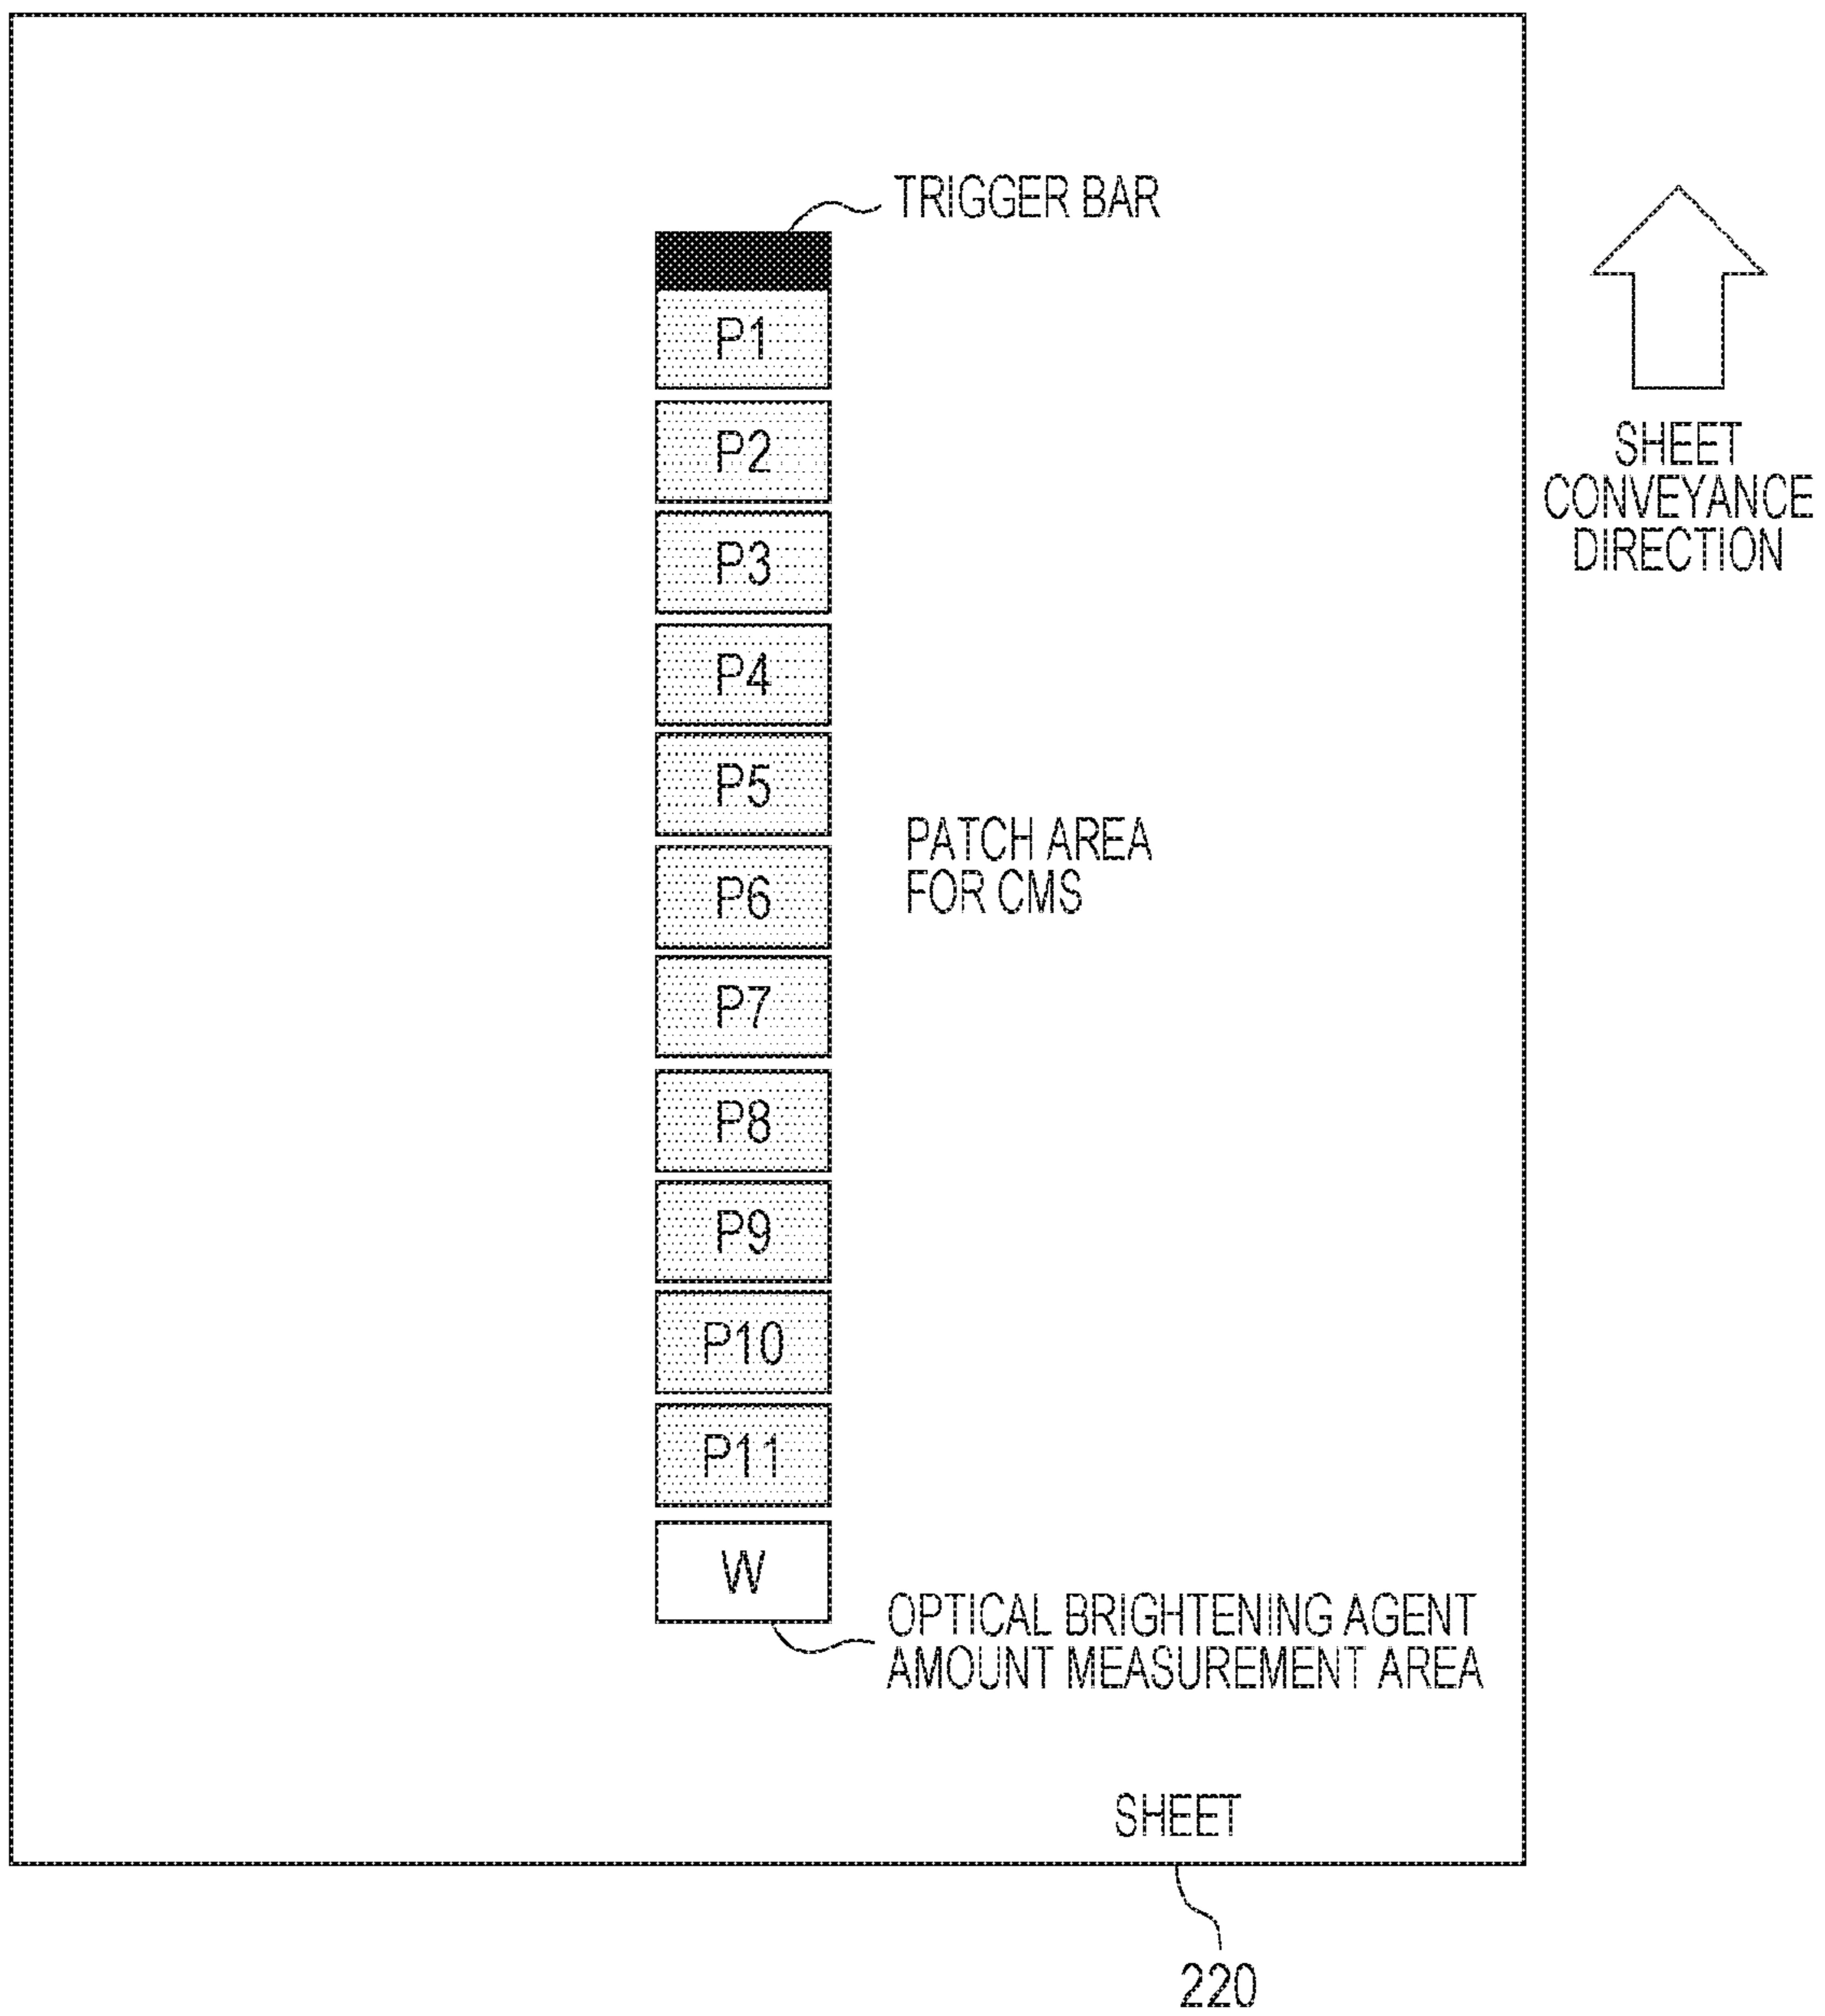 TRIGGER BAR
P1
SHEET
CONVEYANCE
DIRECTION
P2
P3
P4
P5
PATCH AREA
FOR CMS
P6
P7
P8
P9
P10
P11
W
OPTICAL BRIGHTENING AGENT
AMOUNT MEASUREMENT AREA
SHEET
220